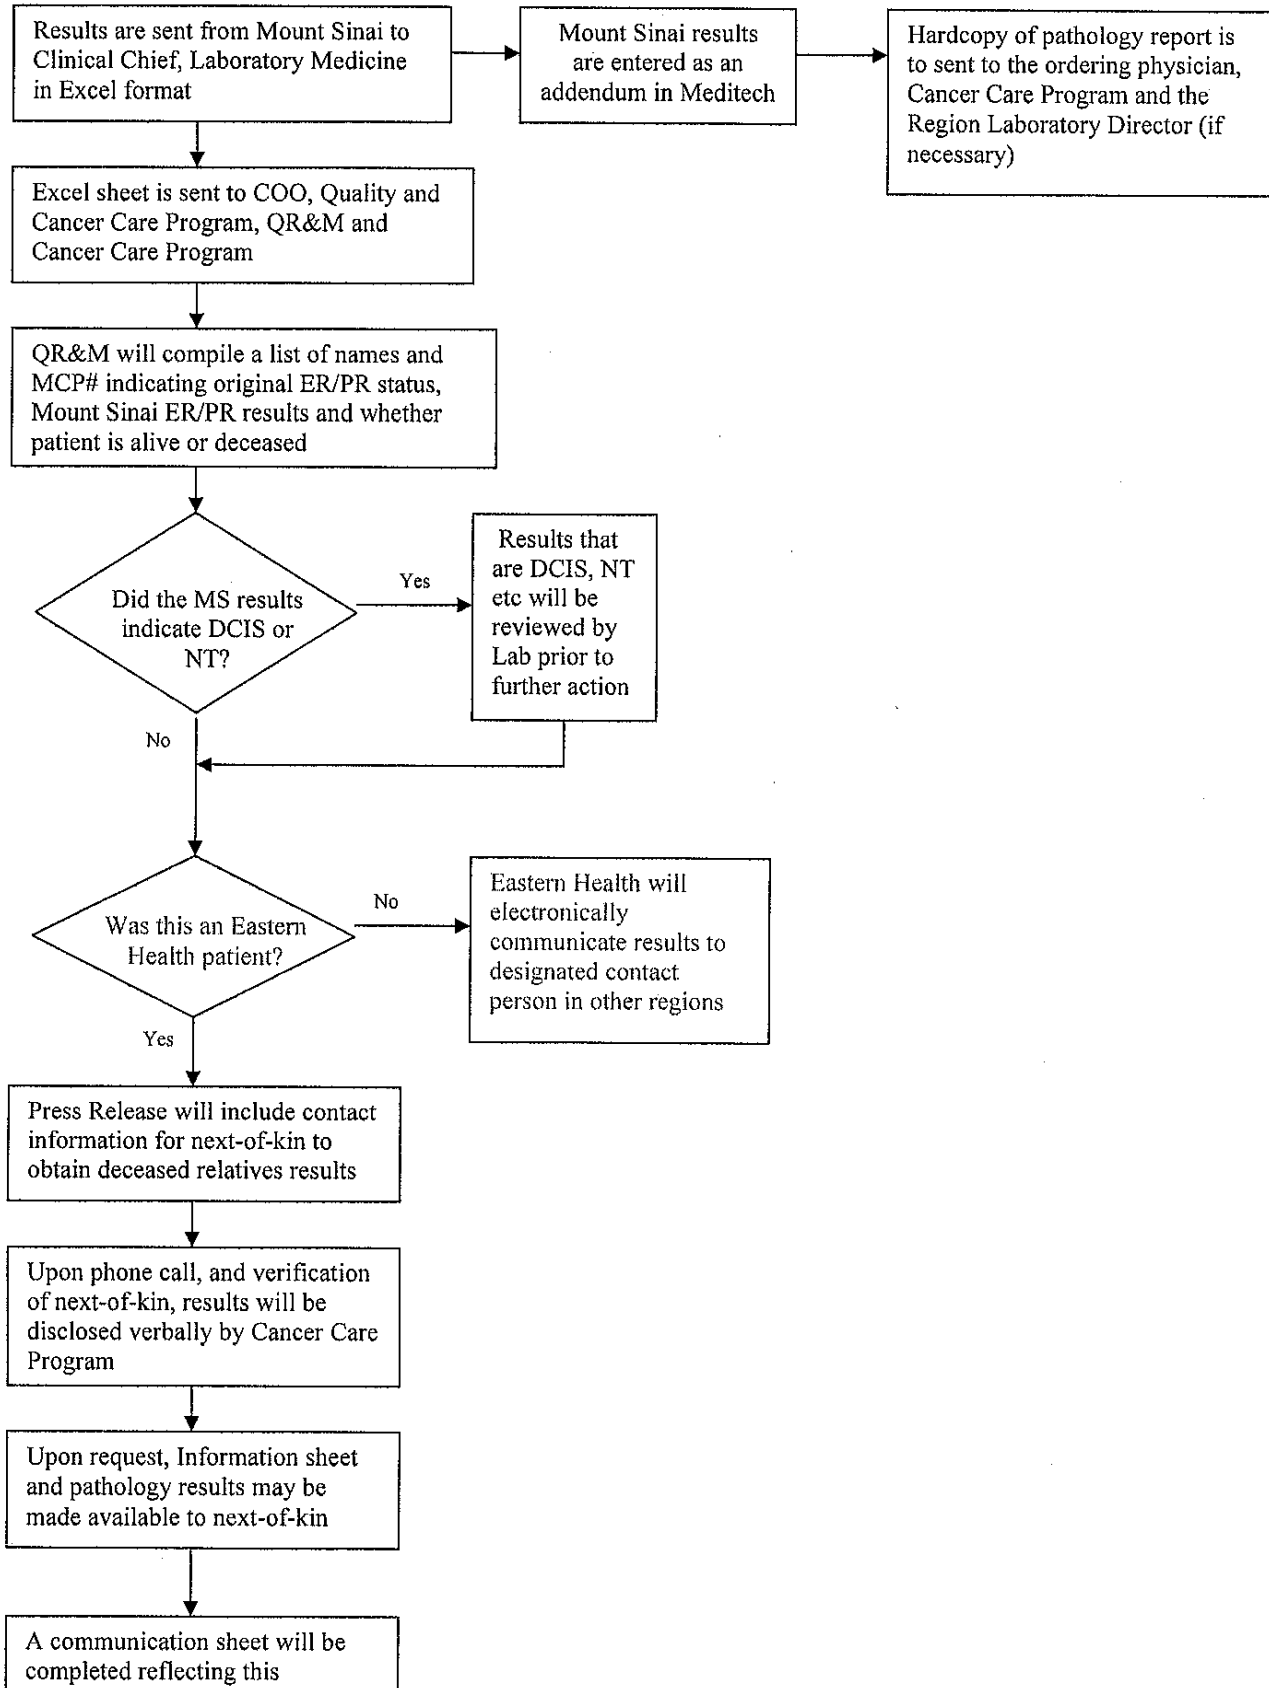 Results are sent from Mount Sinai to
Clinical Chief, Laboratory Medicine
in Excel format
Mount Sinai results
are entered as an
addendum in Meditech
Hardcopy of pathology report is
to sent to the ordering physician,
Cancer Care Program and the
Region Laboratory Director (if
necessary)
Excel sheet is sent to COO, Quality and
Cancer Care Program, QR&M and
Cancer Care Program
QR&M will compile a list of names and
MCP# indicating original ER/PR status,
Mount Sinai ER/PR results and whether
patient is alive or deceased
Did the MS results
indicate DCIS or
NT?
Yes
Results that
are DCIS, NT
etc will be
reviewed by
Lab prior to
further action
No
Was this an Eastern
Health patient?
No
Eastern Health will
electronically
communicate results to
designated contact
person in other regions
Yes
Press Release will include contact
information for next-of-kin to
obtain deceased relatives results
Upon phone call, and verification
of next-of-kin, results will be
disclosed verbally by Cancer Care
Program
Upon request, Information sheet
and pathology results may be
made available to next-of-kin
A communication sheet will be
completed reflecting this